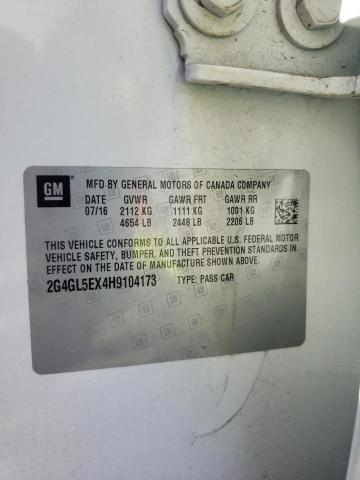 GM
MFD BY GENERAL MOTORS OF CANADA COMPANY
DATE GVWR GAWR FRT GAWR RR
07/16 2112 KG 1111 KG 1001 KG
4654 LB 2448 LB 2206 LB
THIS VEHICLE CONFORMS TO ALL APPLICABLE U.S. FEDERAL MOTOR
VEHICLE SAFETY, BUMPER, AND THEFT PREVENTION STANDARDS IN
EFFECT ON THE DATE OF MANUFACTURE SHOWN ABOVE.
2G4GL5EX4H9104173 TYPE: PASS CAR